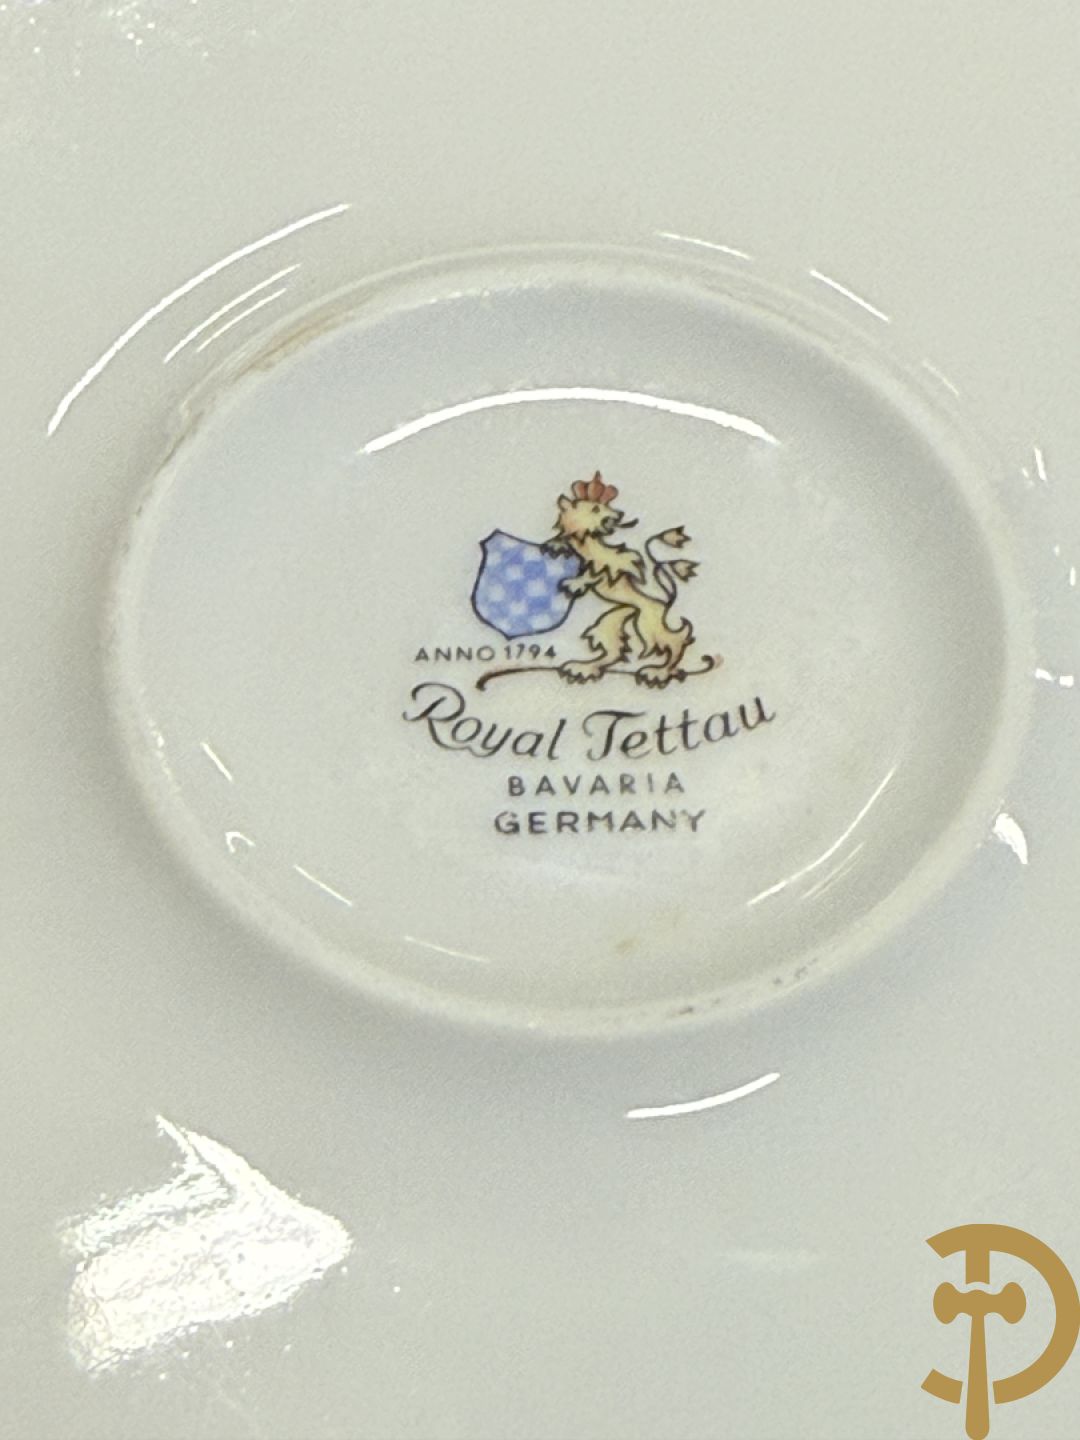 ANNO 1794
Royal Tettau
BAVARIA
GERMANY